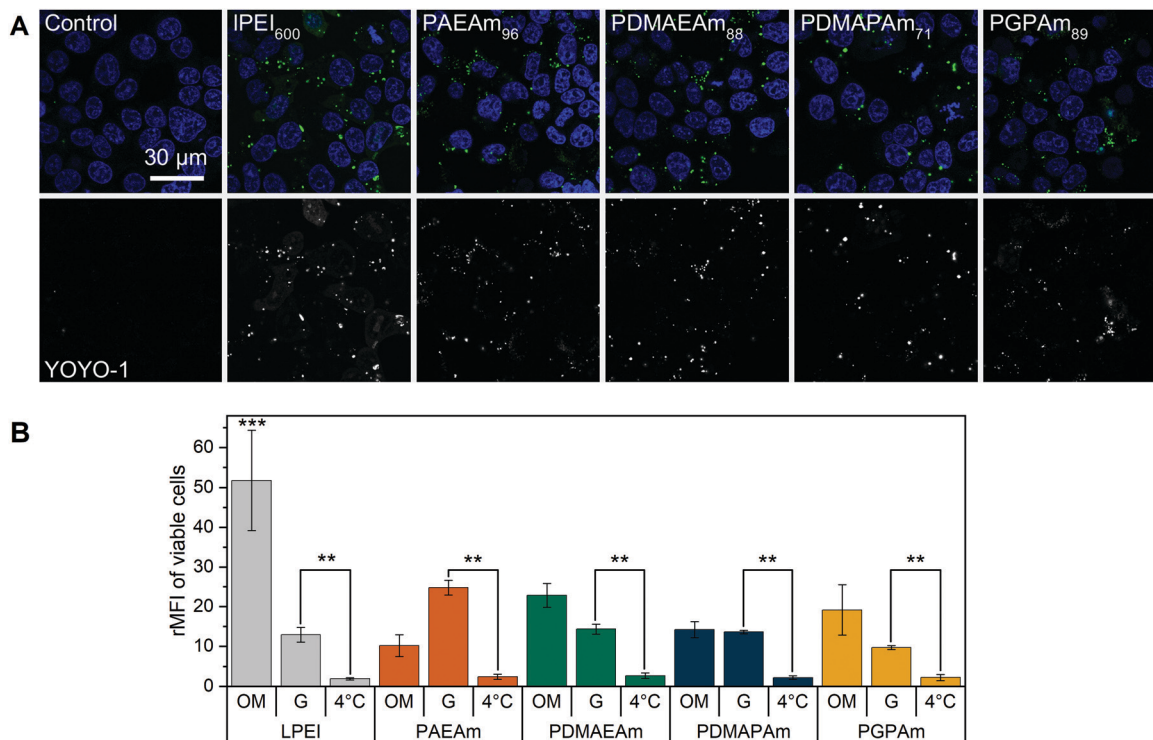 A
Control
lPEI600
PAEAm96
PDMAEAm88
PDMAPAm71
PGPAm89
30 µm
YOYO-1
B
rMFI of viable cells
60
50
40
30
20
10
0
***
**
**
**
**
**
OM G 4°C OM G 4°C OM G 4°C OM G 4°C OM G 4°C
LPEI PAEAm PDMAEAm PDMAPAm PGPAm